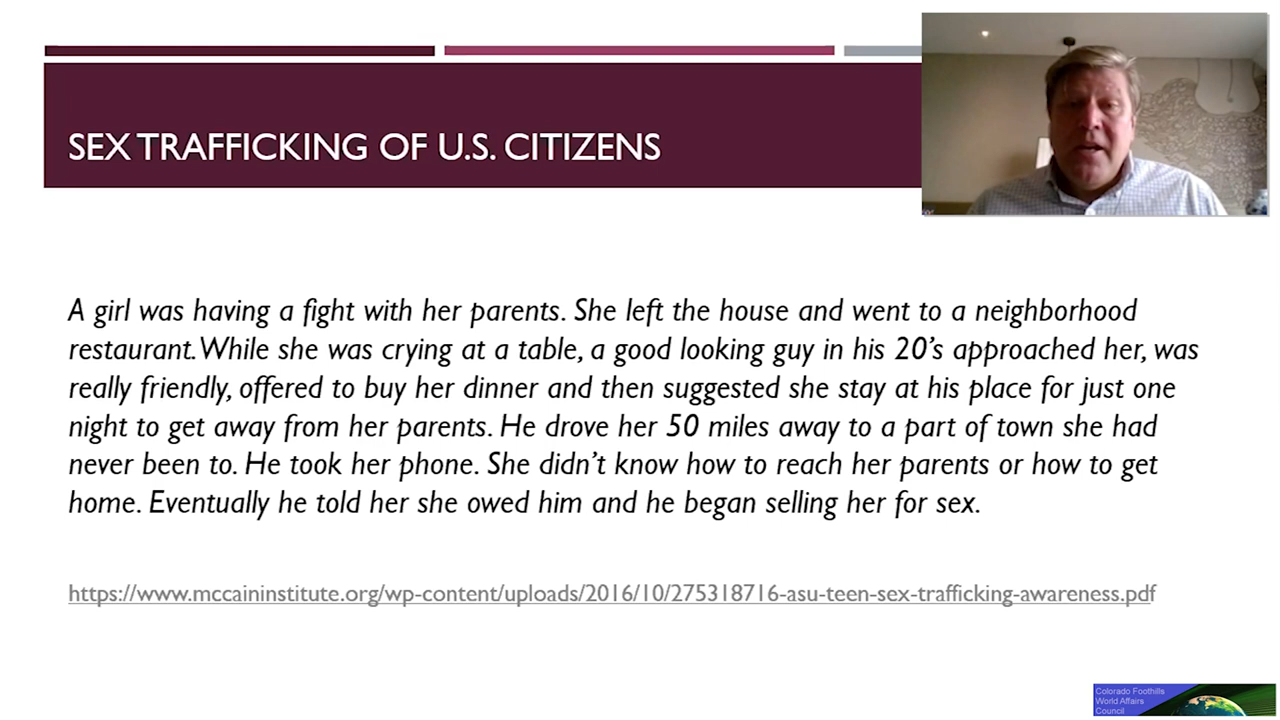 SEX TRAFFICKING OF U.S. CITIZENS
A girl was having a fight with her parents. She left the house and went to a neighborhood
restaurant. While she was crying at a table, a good looking guy in his 20's approached her, was
really friendly, offered to buy her dinner and then suggested she stay at his place for just one
night to get away from her parents. He drove her 50 miles away to a part of town she had
never been to. He took her phone. She didn't know how to reach her parents or how to get
home. Eventually he told her she owed him and he began selling her for sex.
https://www.mccaininstitute.org/wp-content/uploads/2016/10/275318716-asu-teen-sex-trafficking-awareness.pdf
Colorado Foothills
World Affairs
Council